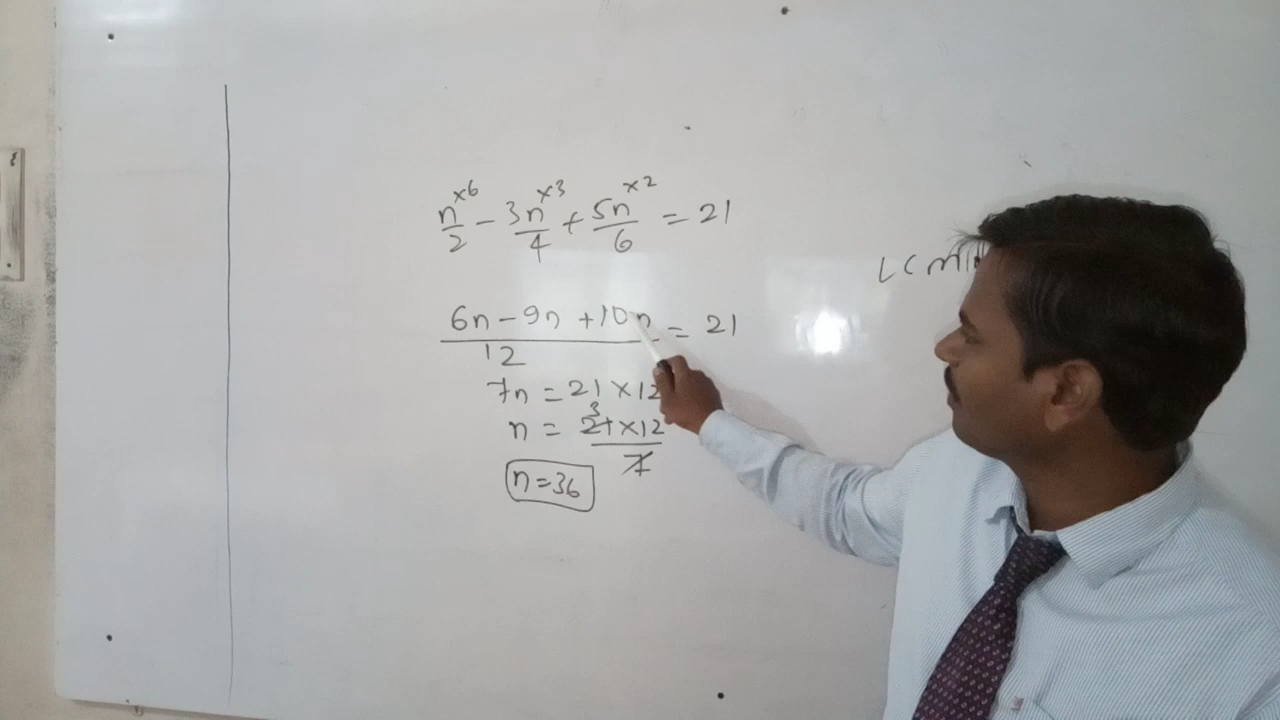 n×6/2 - 3n×3/4 + 5n×2/6 = 21
LCM
6n - 9n + 10n/12 = 21
7n = 21 × 12
n = 21 3 × 12/7
n = 36